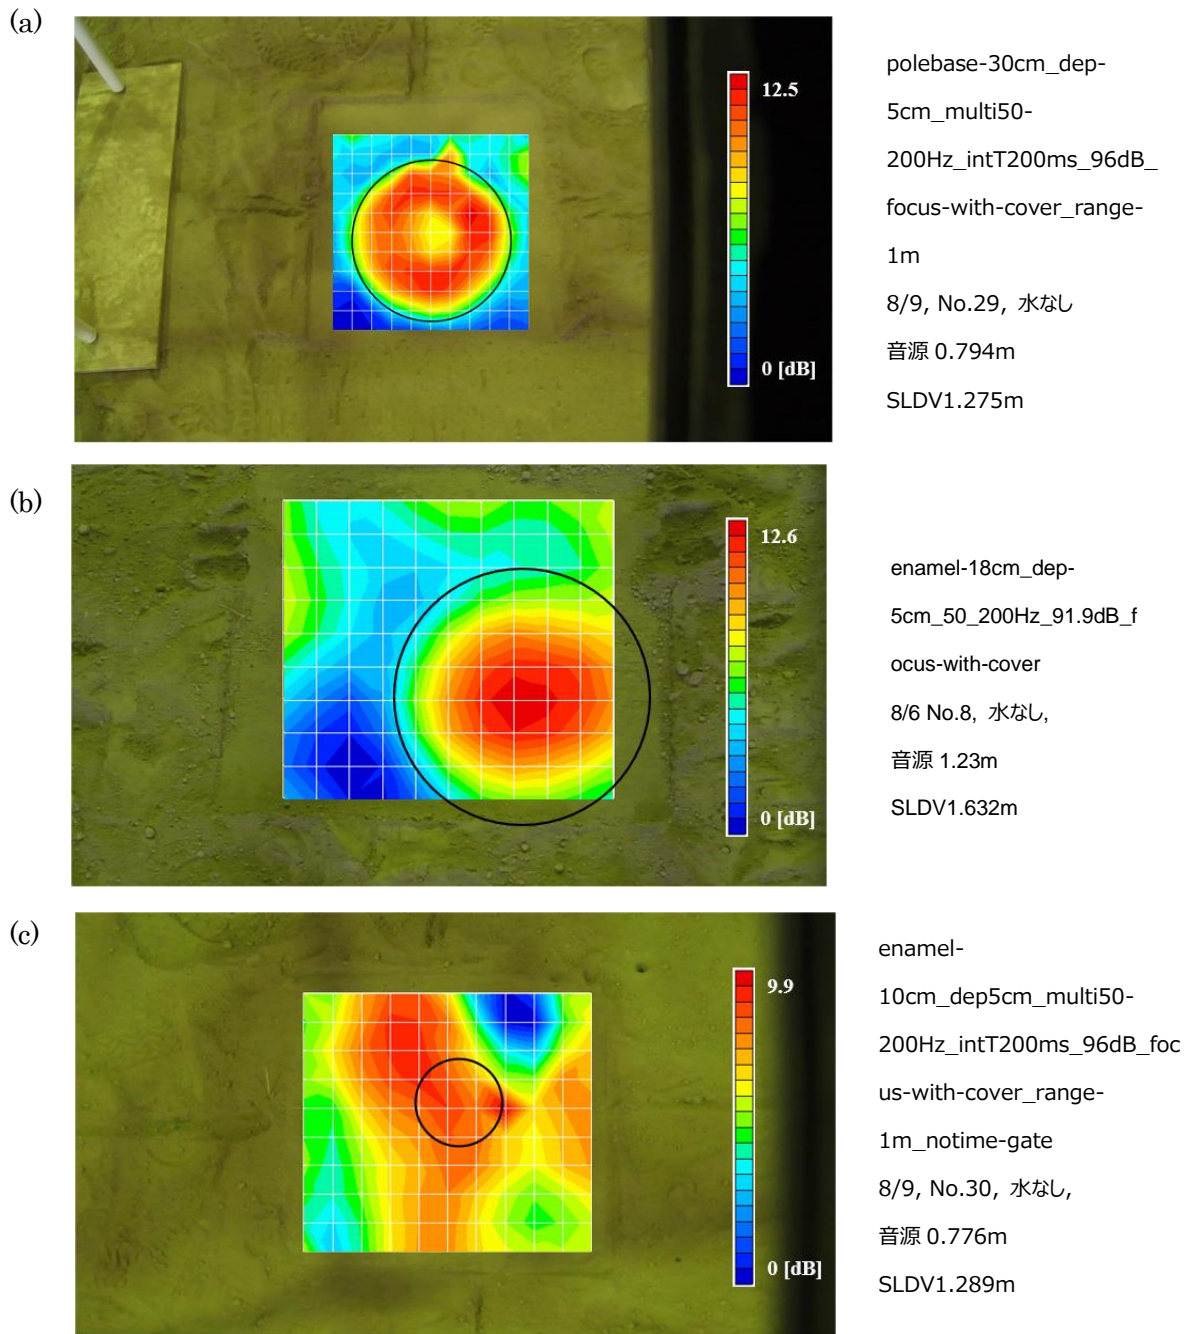 (a)
12.5
0 [dB]
polebase-30cm_dep-
5cm_multi50-
200Hz_intT200ms_96dB_
focus-with-cover_range-
1m
8/9, No.29, 水なし
音源 0.794m
SLDV1.275m
(b)
12.6
0 [dB]
enamel-18cm_dep-
5cm_50_200Hz_91.9dB_f
ocus-with-cover
8/6 No.8, 水なし,
音源 1.23m
SLDV1.632m
(c)
9.9
0 [dB]
enamel-
10cm_dep5cm_multi50-
200Hz_intT200ms_96dB_foc
us-with-cover_range-
1m_notime-gate
8/9, No.30, 水なし,
音源 0.776m
SLDV1.289m